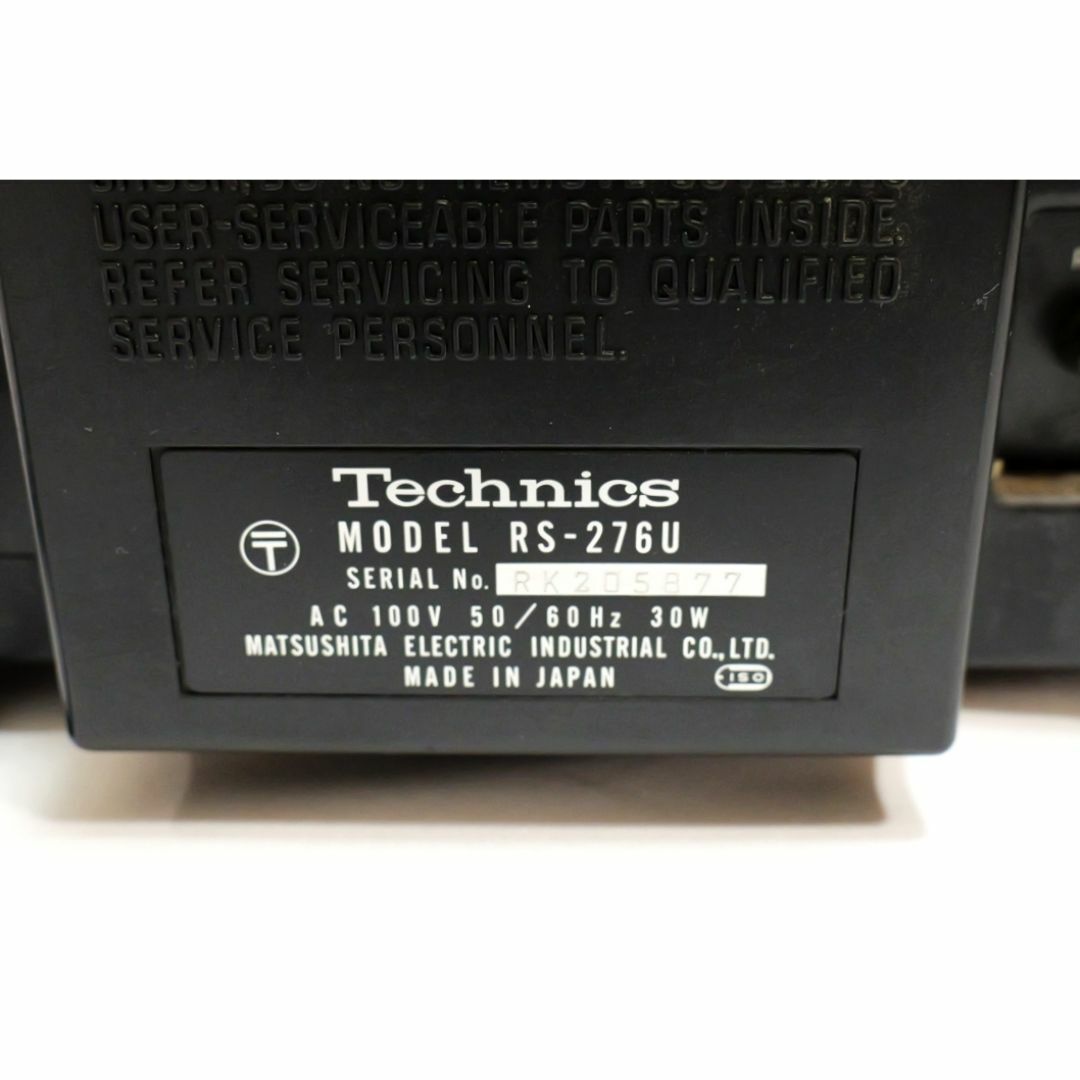 USER-SERVICEABLE PARTS INSIDE.
REFER SERVICING TO QUALIFIED
SERVICE PERSONNEL.
Technics
MODEL RS-276U
SERIAL No. RK205877
AC 100V 50/60Hz 30W
MATSUSHITA ELECTRIC INDUSTRIAL CO., LTD.
MADE IN JAPAN
ISO